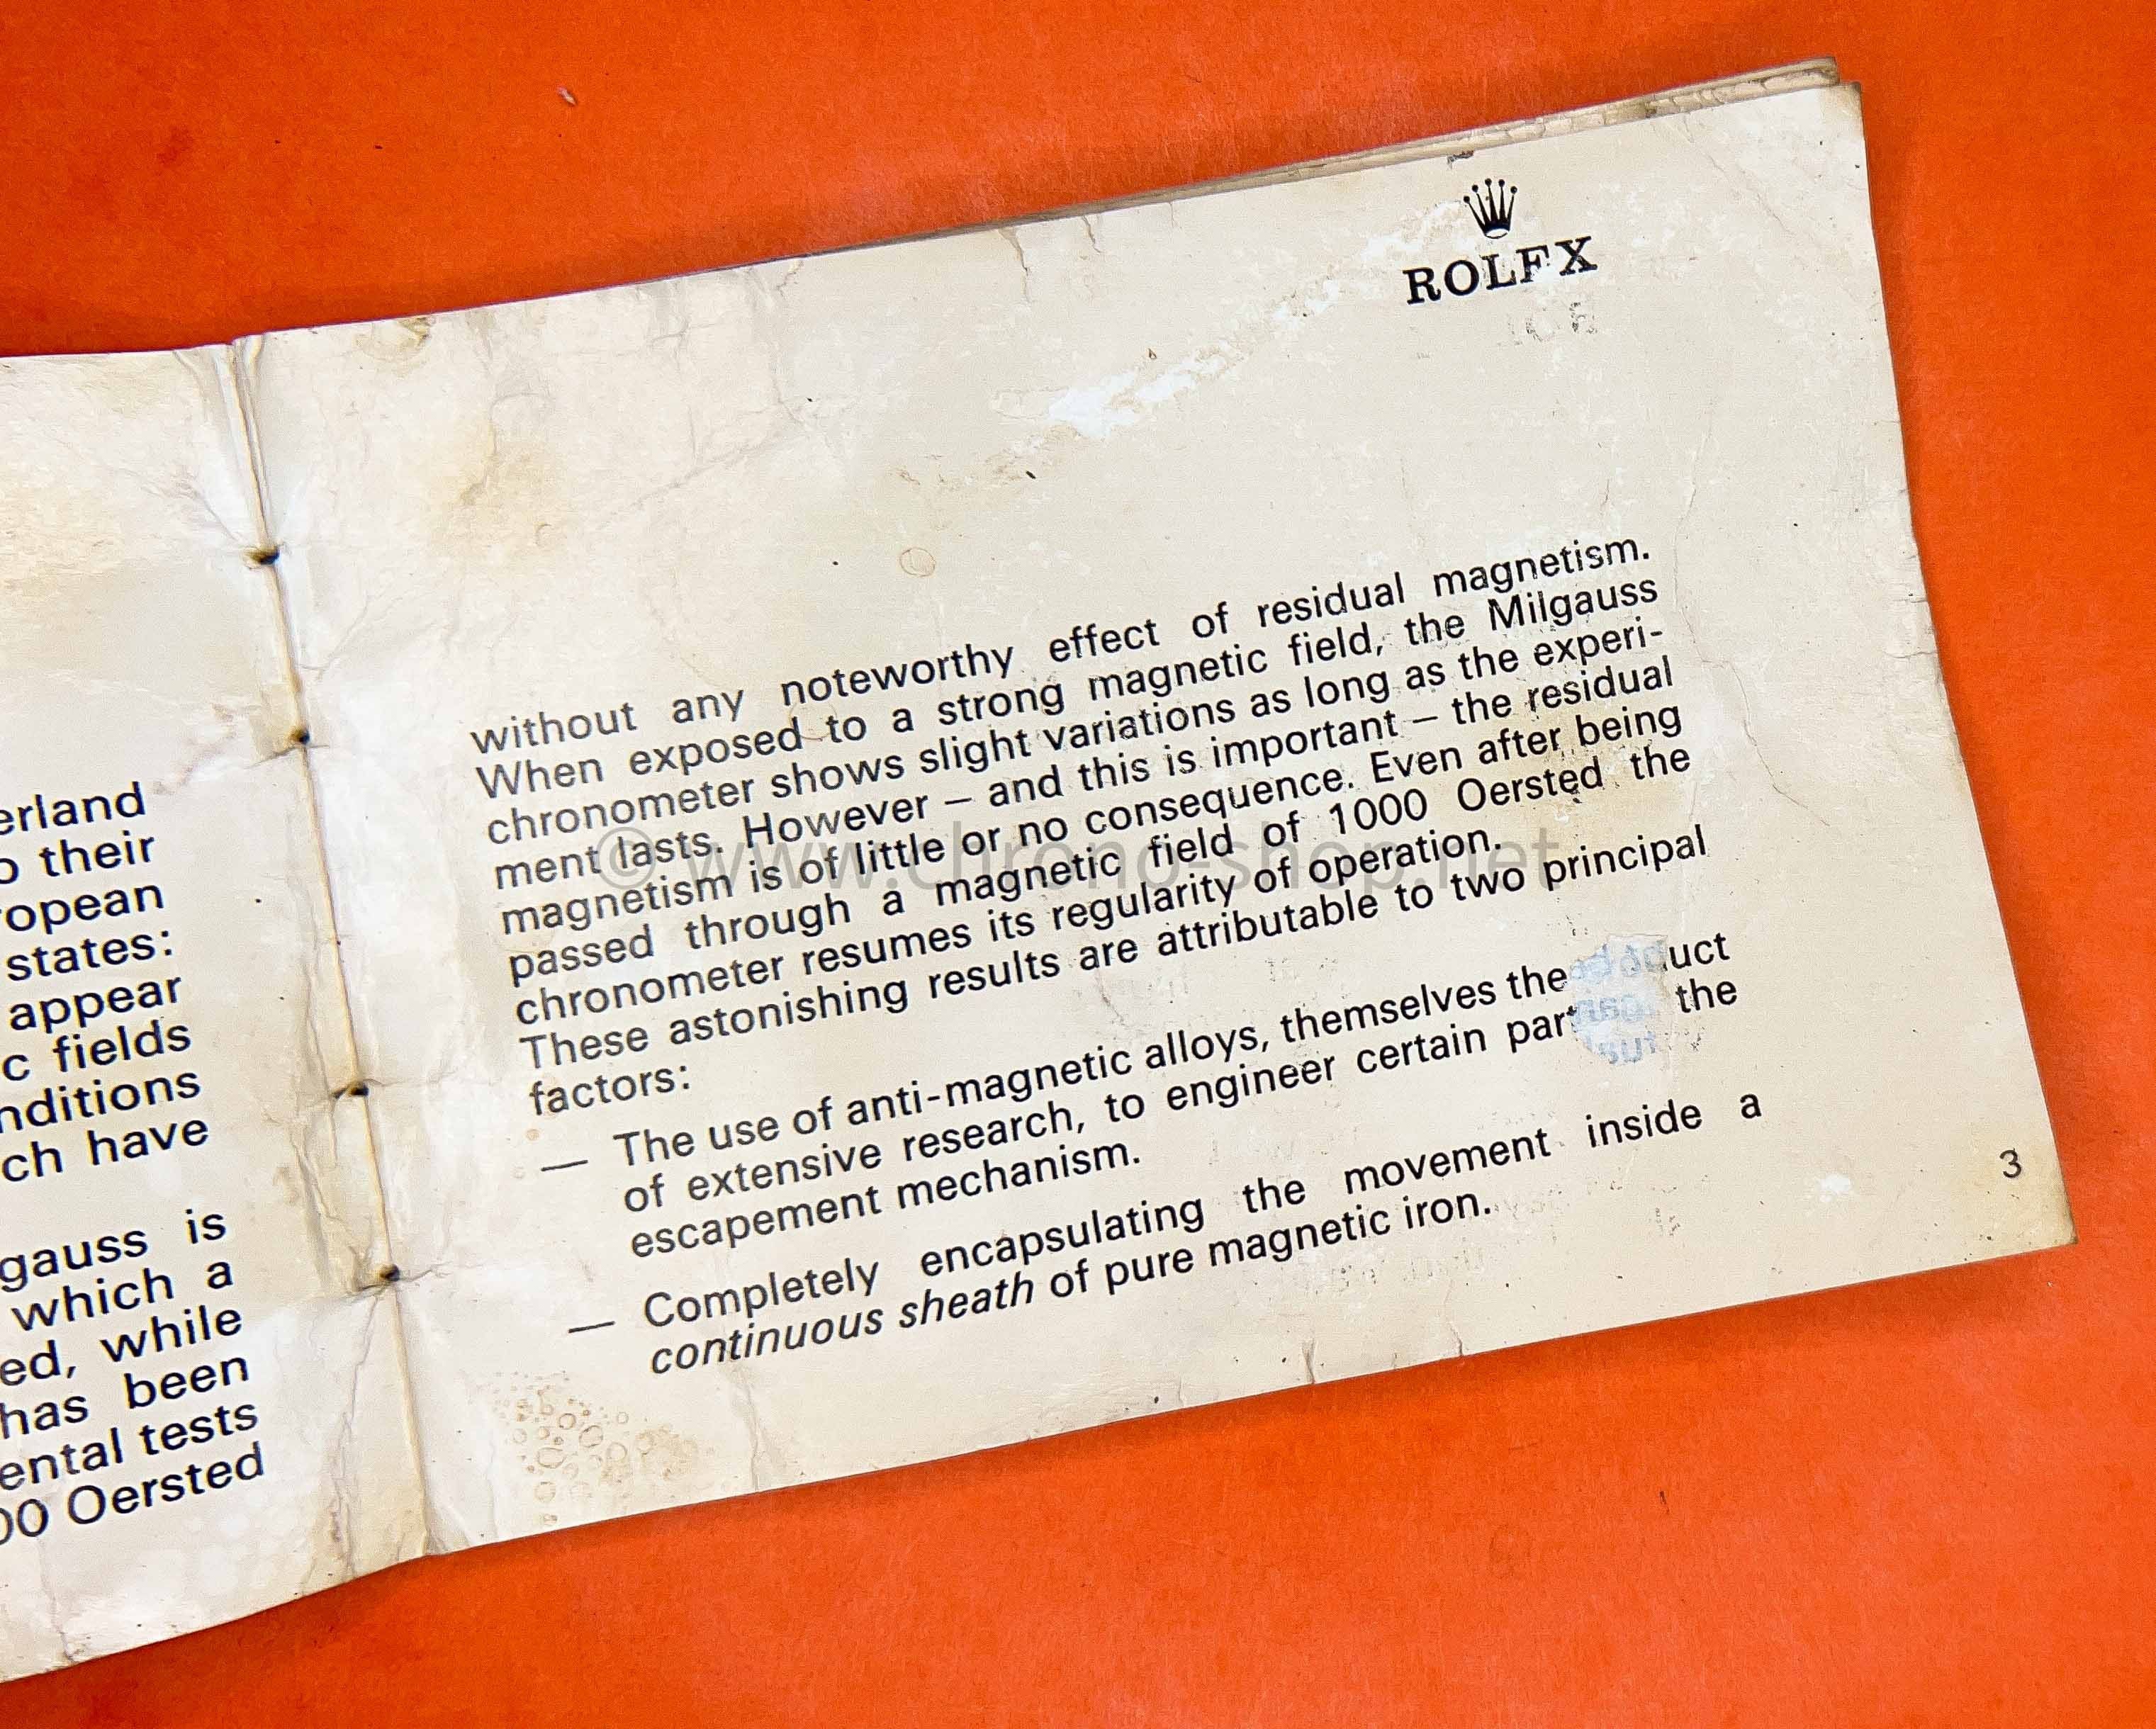 erland
their
ropean
states:
appear
c fields
nditions
ch have
gauss is
which a
ed, while
has been
ental tests
00 Oersted
ROLFX
without any noteworthy effect of residual magnetism.
When exposed to a strong magnetic field, the Milgauss
chronometer shows slight variations as long as the experi-
ment lasts. However – and this is important – the residual
magnetism is of little or no consequence. Even after being
passed through a magnetic field of 1000 Oersted the
chronometer resumes its regularity of operation.
These astonishing results are attributable to two principal
factors:
— The use of anti-magnetic alloys, themselves the uct
of extensive research, to engineer certain par the
escapement mechanism.
— Completely encapsulating the movement inside a
continuous sheath of pure magnetic iron.
3
© www.chrono-shop.net